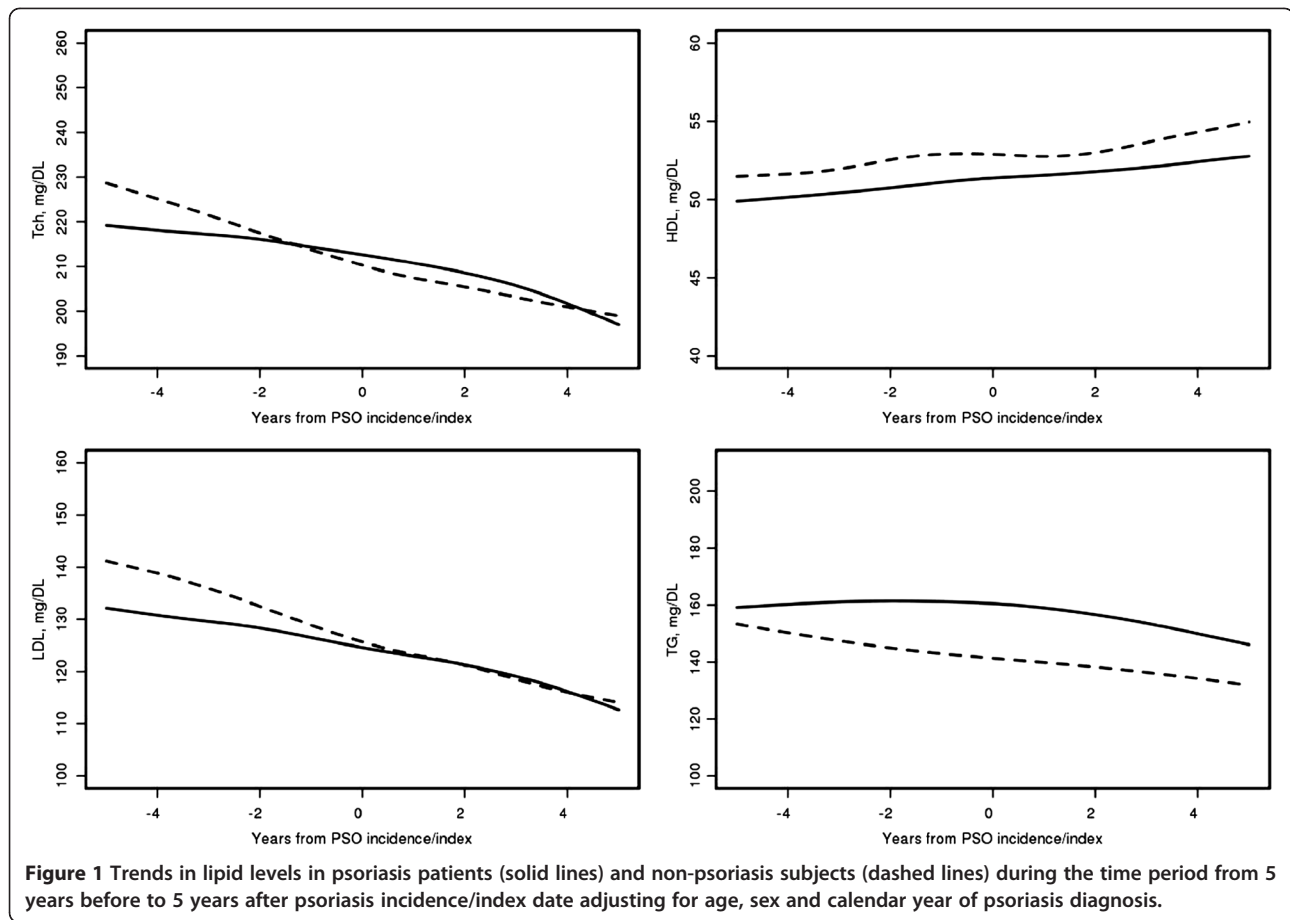 260
250
240
230
220
210
200
190
Tch, mg/DL
-4 -2 0 2 4
Years from PSO incidence/index
60
55
50
45
40
HDL, mg/DL
-4 -2 0 2 4
Years from PSO incidence/index
160
150
140
130
120
110
100
LDL, mg/DL
-4 -2 0 2 4
Years from PSO incidence/index
200
180
160
140
120
100
TG, mg/DL
-4 -2 0 2 4
Years from PSO incidence/index
Figure 1 Trends in lipid levels in psoriasis patients (solid lines) and non-psoriasis subjects (dashed lines) during the time period from 5
years before to 5 years after psoriasis incidence/index date adjusting for age, sex and calendar year of psoriasis diagnosis.